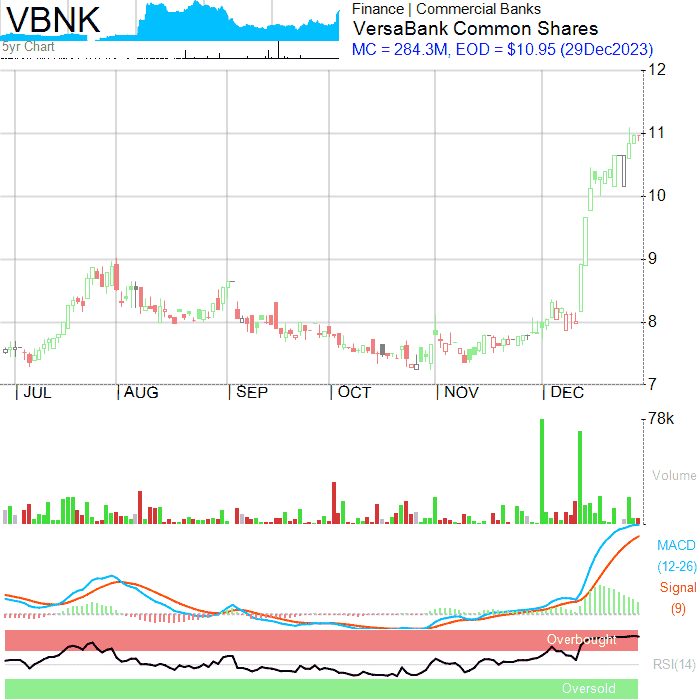 VBNK
5yr Chart
Finance | Commercial Banks
VersaBank Common Shares
MC = 284.3M, EOD = $10.95 (29Dec2023)
12
11
10
9
8
7
JUL AUG SEP OCT NOV DEC
78k
Volume
MACD
(12-26)
Signal
(9)
Overbought
RSI(14)
Oversold